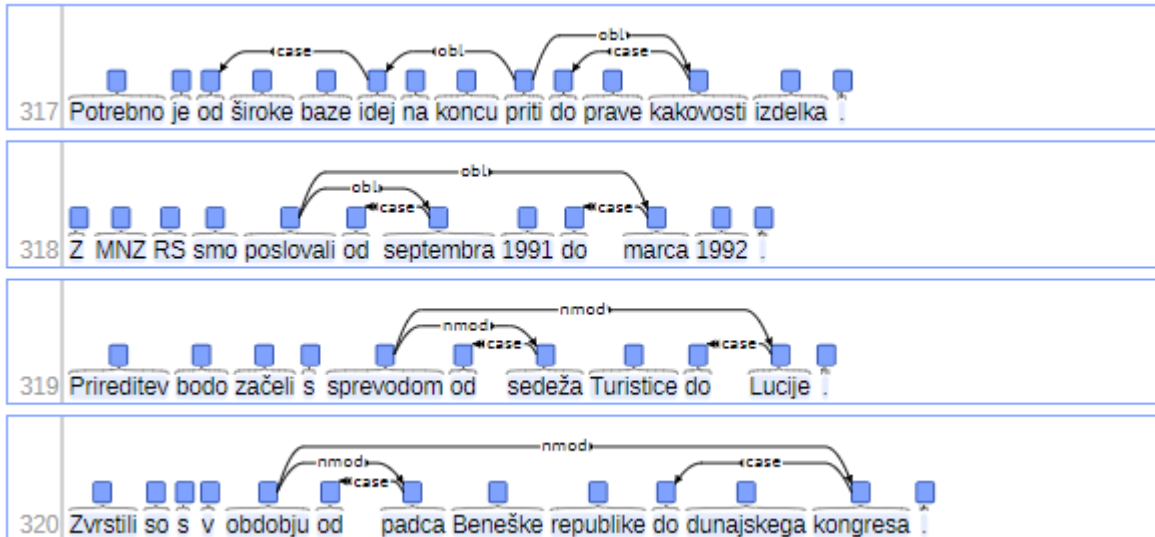 case obl obl case
317 Potrebno je od široke baze idej na koncu priti do prave kakovosti izdelka .
obl obl case case
318 Z MNZ RS smo poslovali od septembra 1991 do marca 1992 .
nmod nmod case case
319 Prireditev bodo začeli s sprevodom od sedeža Turistice do Lucije .
nmod nmod case case
320 Zvrstili so s v obdobju od padca Beneške republike do dunajskega kongresa .